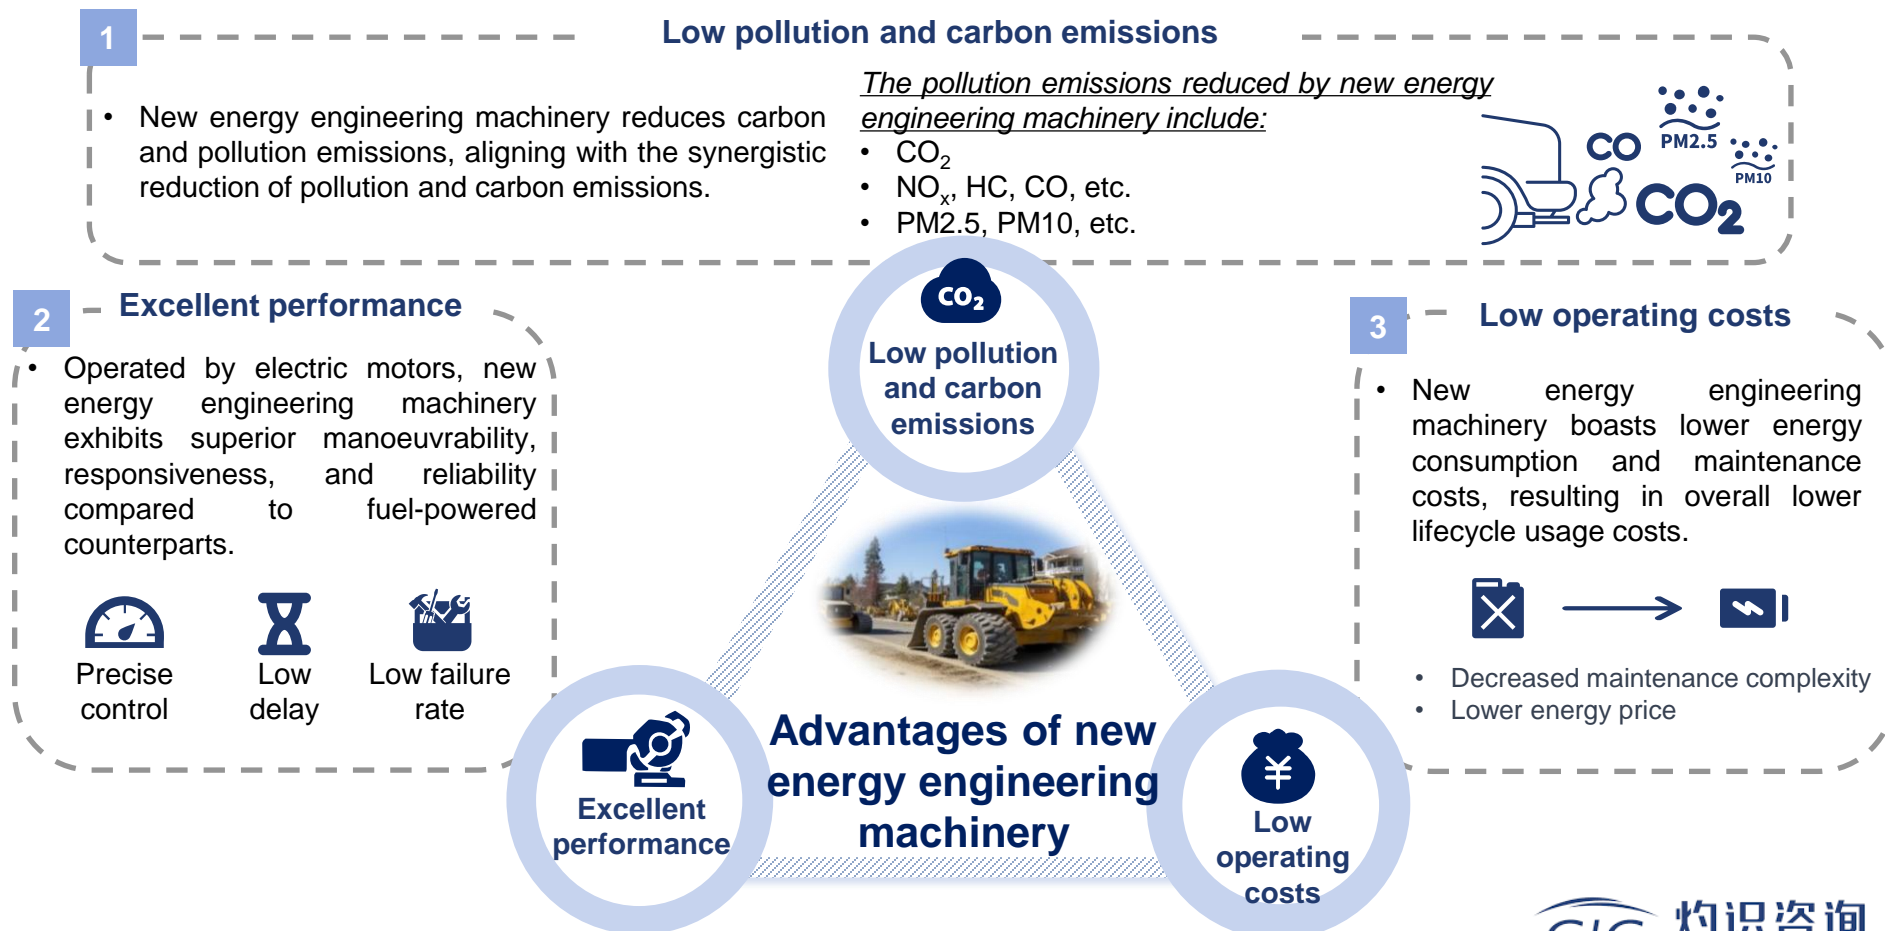 1
Low pollution and carbon emissions
• New energy engineering machinery reduces carbon
and pollution emissions, aligning with the synergistic
reduction of pollution and carbon emissions.
The pollution emissions reduced by new energy
engineering machinery include:
• CO₂
• NOₓ, HC, CO, etc.
• PM2.5, PM10, etc.
CO
PM2.5
PM10
CO₂
2
Excellent performance
• Operated by electric motors, new
energy engineering machinery
exhibits superior manoeuvrability,
responsiveness, and reliability
compared to fuel-powered
counterparts.
Precise
control
Low
delay
Low failure
rate
CO₂
Low pollution
and carbon
emissions
Excellent
performance
Advantages of new
energy engineering
machinery
¥
Low
operating
costs
3
Low operating costs
• New energy engineering
machinery boasts lower energy
consumption and maintenance
costs, resulting in overall lower
lifecycle usage costs.
• Decreased maintenance complexity
• Lower energy price
CIC 灼识咨询